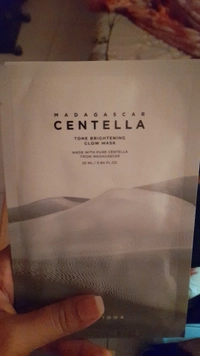 MADAGASCAR
CENTELLA
TONE BRIGHTENING
GLOW MASK
MADE WITH PURE CENTELLA
FROM MADAGASCAR